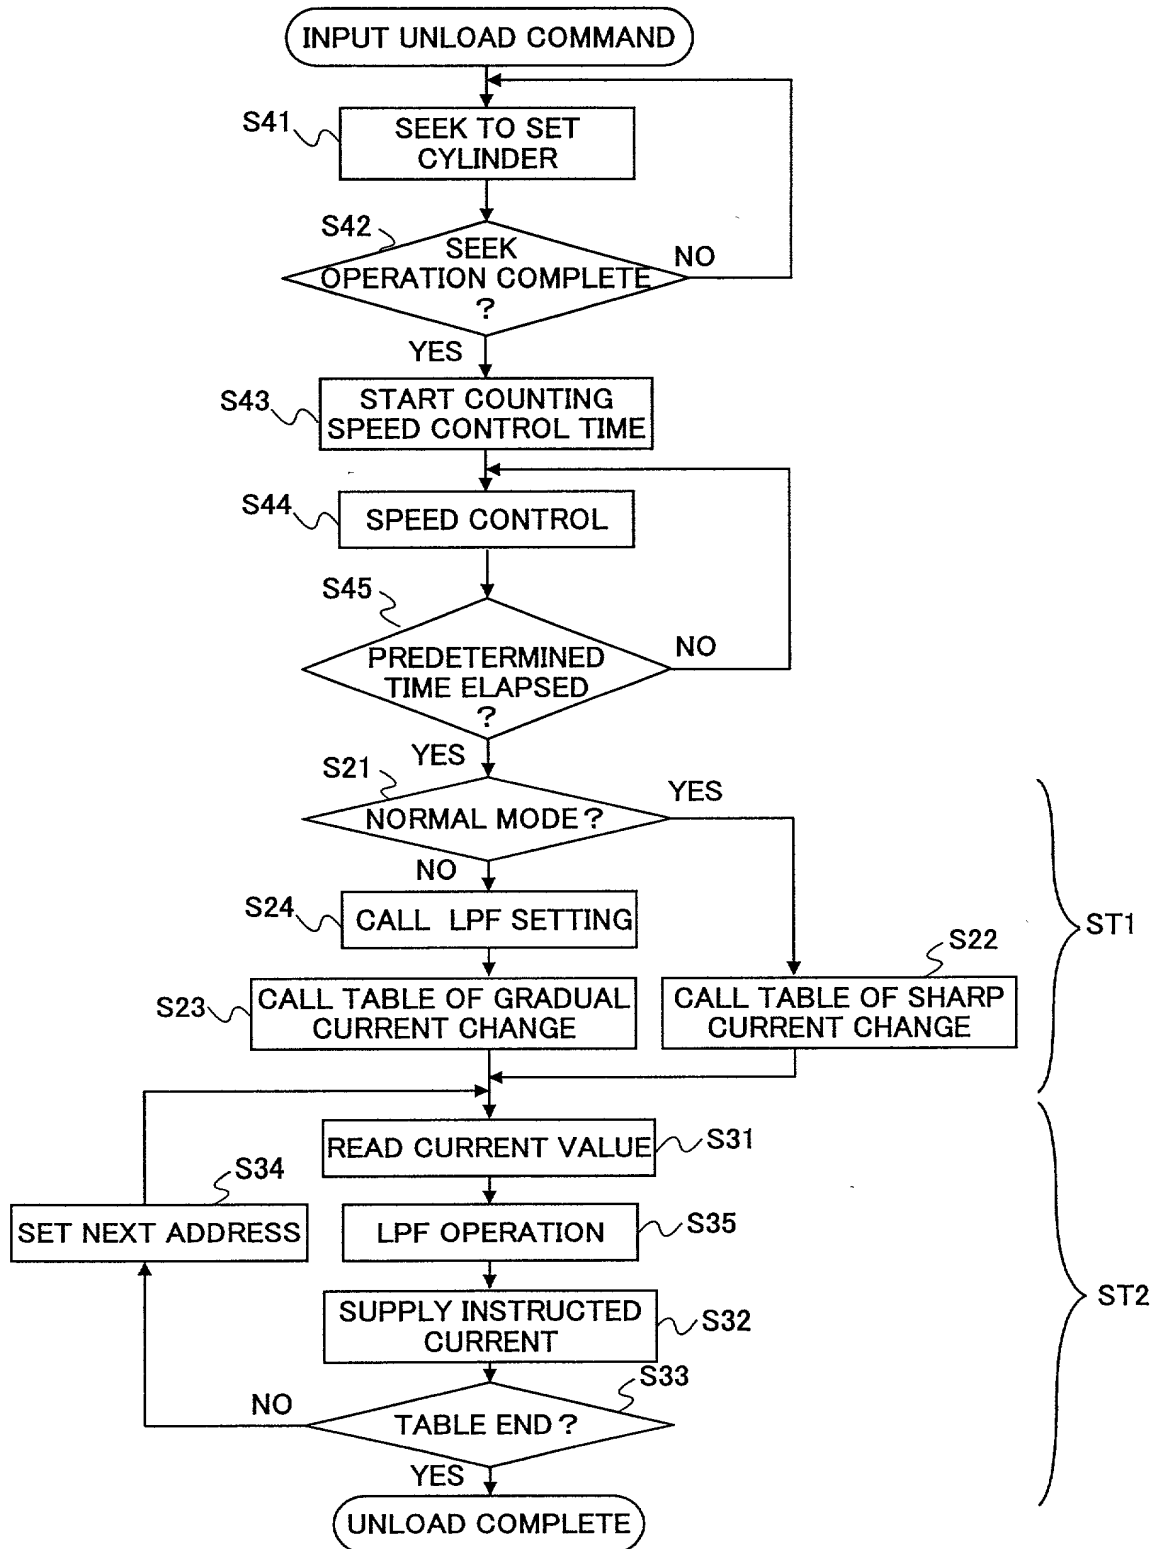 INPUT UNLOAD COMMAND
S41
SEEK TO SET
CYLINDER
S42
SEEK
OPERATION COMPLETE
?
NO
YES
S43
START COUNTING
SPEED CONTROL TIME
S44
SPEED CONTROL
S45
PREDETERMINED
TIME ELAPSED
?
NO
YES
S21
NORMAL MODE?
YES
NO
S24
CALL LPF SETTING
S22
ST1
S23
CALL TABLE OF GRADUAL
CURRENT CHANGE
CALL TABLE OF SHARP
CURRENT CHANGE
READ CURRENT VALUE
S31
S34
SET NEXT ADDRESS
LPF OPERATION
S35
SUPPLY INSTRUCTED
CURRENT
S32
ST2
S33
NO
TABLE END?
YES
UNLOAD COMPLETE